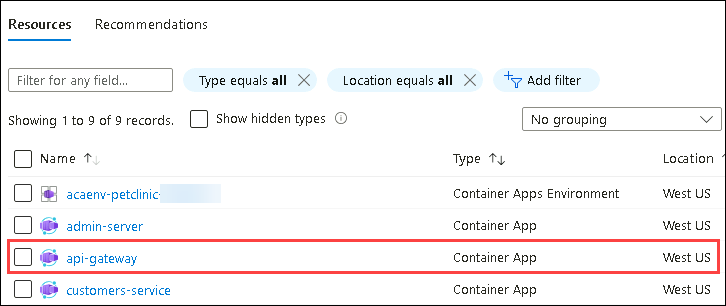 Resources Recommendations
Filter for any field... Type equals all Location equals all Add filter
Showing 1 to 9 of 9 records. Show hidden types No grouping
Name Type Location
acaenv-petclinic- Container Apps Environment West US
admin-server Container App West US
api-gateway Container App West US
customers-service Container App West US